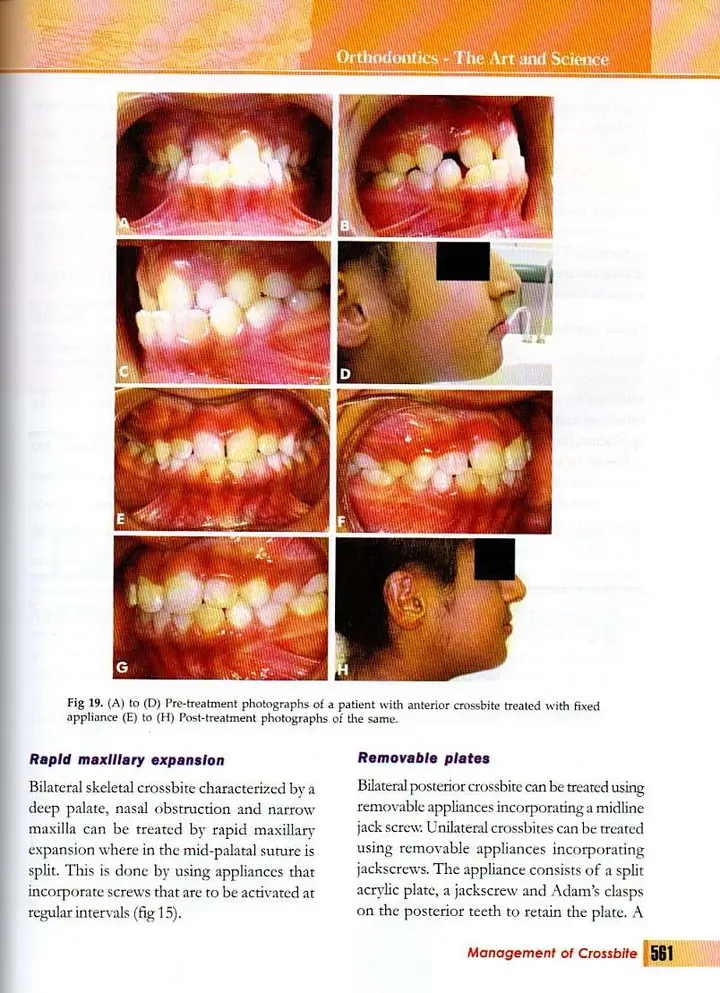 Orthodontics - The Art and Science
A
B
C
D
E
F
G
H
Fig 19. (A) to (D) Pre-treatment photographs of a patient with anterior crossbite treated with fixed
appliance (E) to (H) Post-treatment photographs of the same.
Rapid maxillary expansion
Bilateral skeletal crossbite characterized by a
deep palate, nasal obstruction and narrow
maxilla can be treated by rapid maxillary
expansion where in the mid-palatal suture is
split. This is done by using appliances that
incorporate screws that are to be activated at
regular intervals (fig 15).
Removable plates
Bilateral posterior crossbite can be treated using
removable appliances incorporating a midline
jack screw. Unilateral crossbites can be treated
using removable appliances incorporating
jackscrews. The appliance consists of a split
acrylic plate, a jackscrew and Adam's clasps
on the posterior teeth to retain the plate. A
Management of Crossbite 561